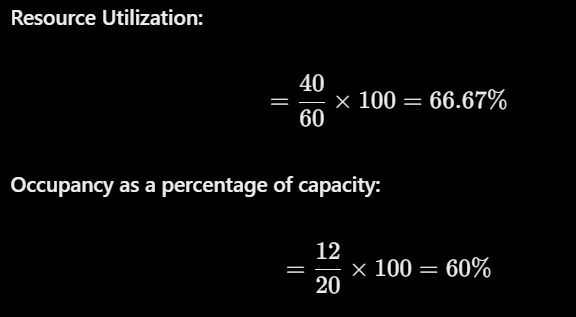 Resource Utilization:
= 40/60 × 100 = 66.67%
Occupancy as a percentage of capacity:
= 12/20 × 100 = 60%